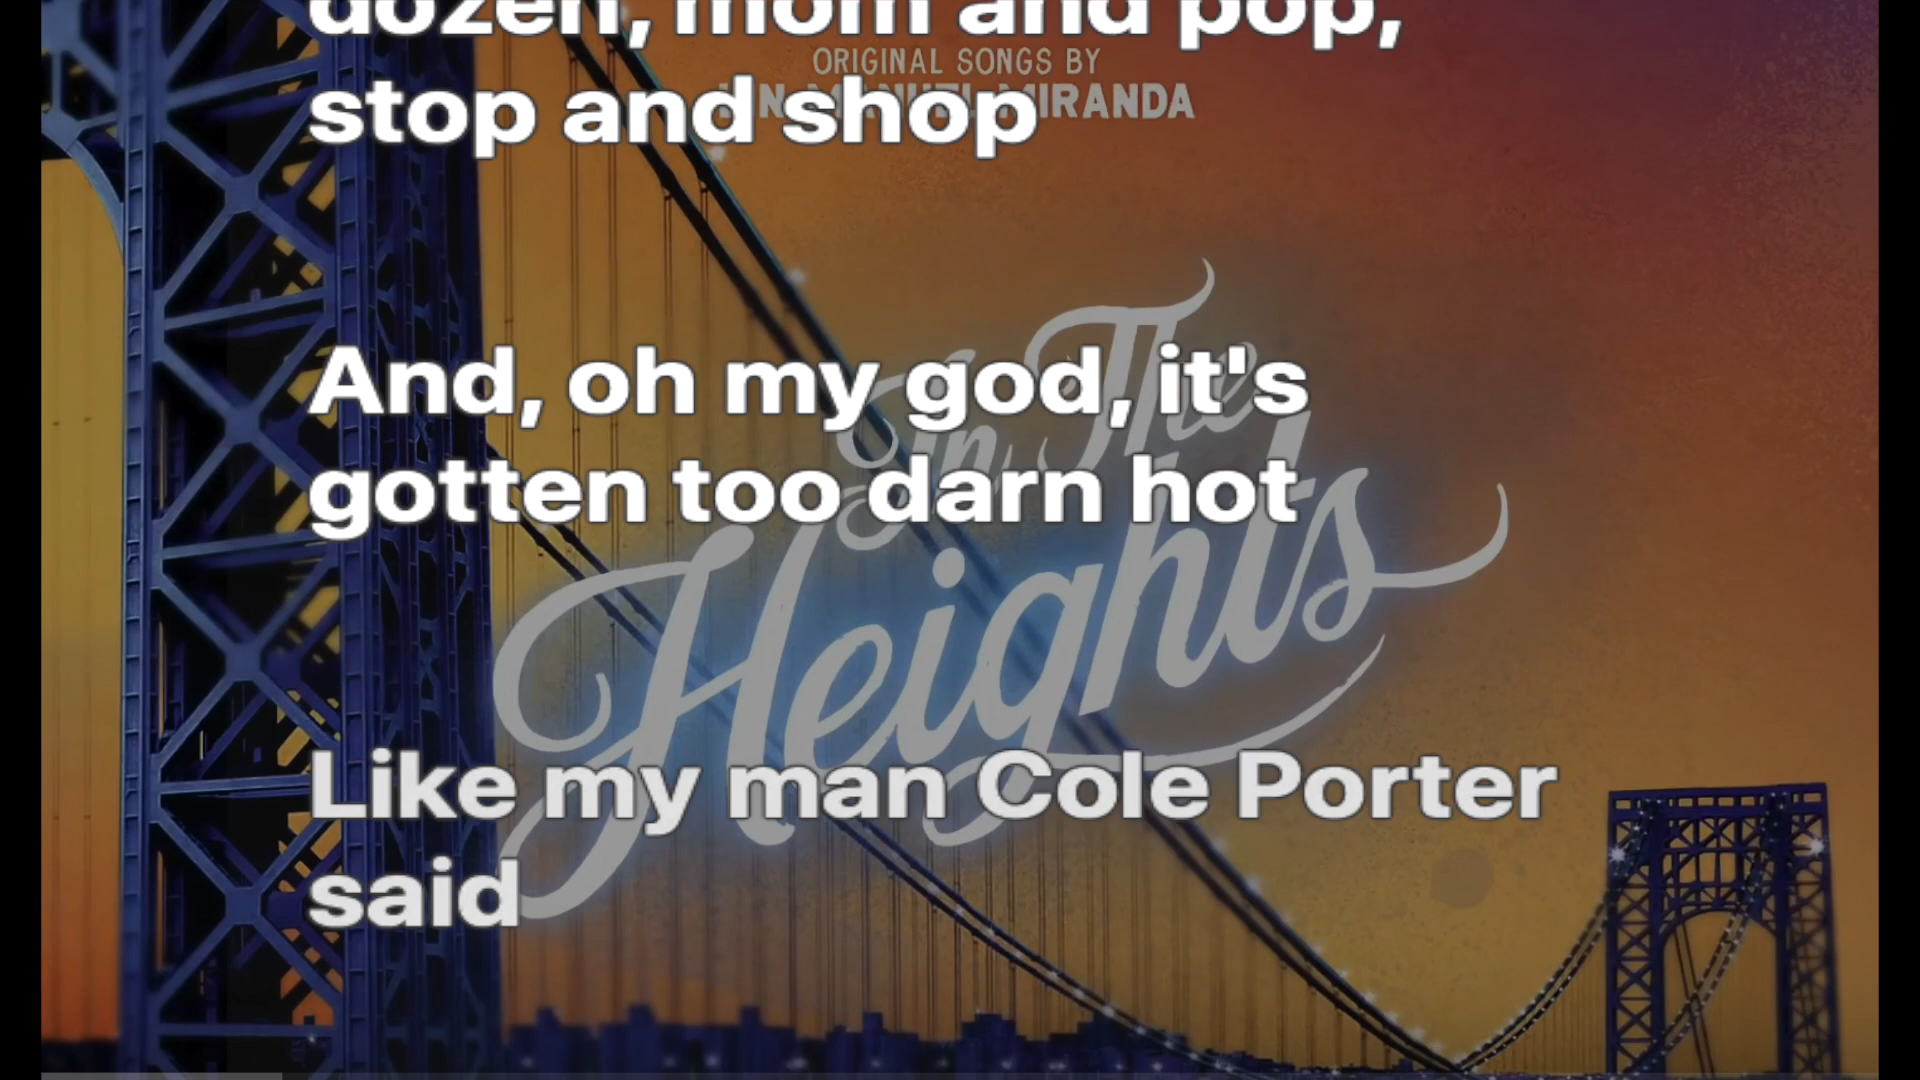 dozen, mom and pop,
ORIGINAL SONGS BY
stop and shop
LIN-MANUEL MIRANDA
And, oh my god, it's
gotten too darn hot
In The
Heights
Like my man Cole Porter
said